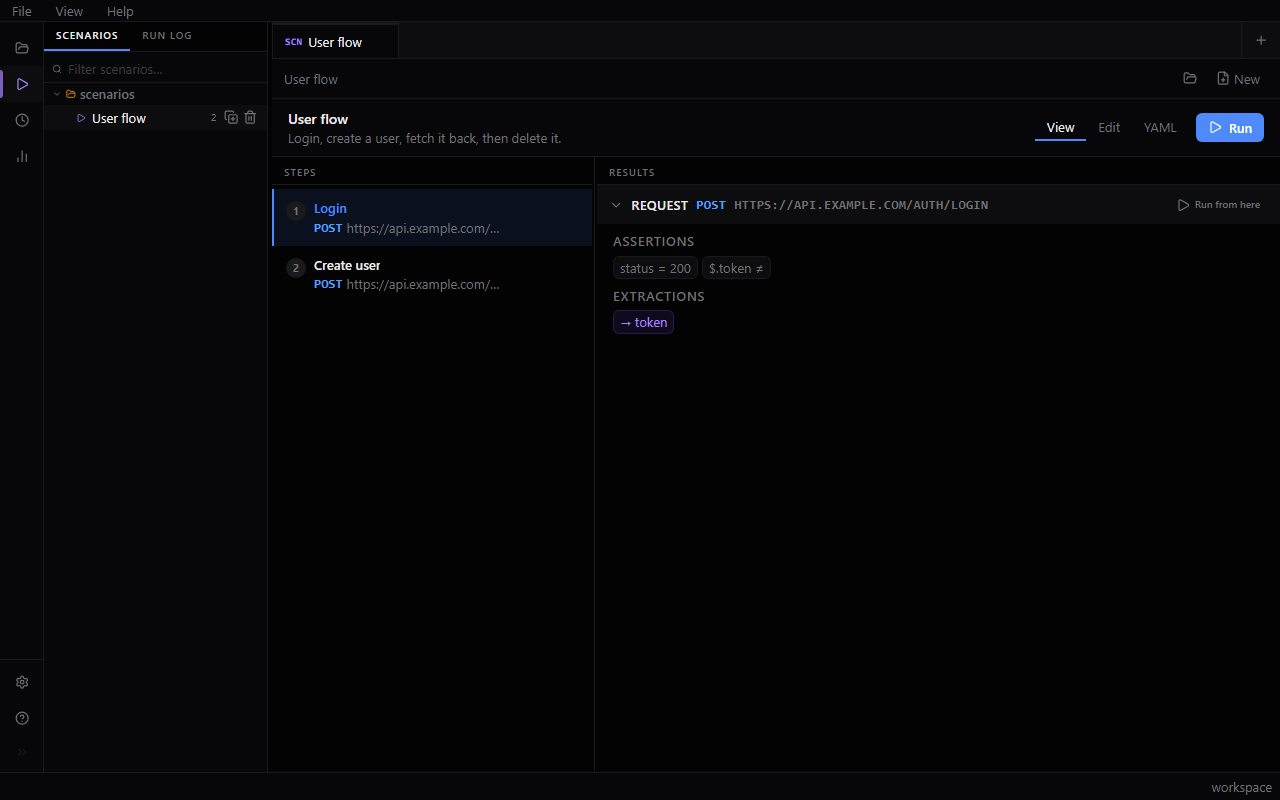 File View Help
SCENARIOS RUN LOG
SCN User flow
Filter scenarios...
scenarios
User flow 2
User flow
New
User flow
Login, create a user, fetch it back, then delete it.
View Edit YAML Run
STEPS
1 Login
POST https://api.example.com/...
2 Create user
POST https://api.example.com/...
RESULTS
REQUEST POST HTTPS://API.EXAMPLE.COM/AUTH/LOGIN Run from here
ASSERTIONS
status = 200 $.token ≠
EXTRACTIONS
→ token
workspace